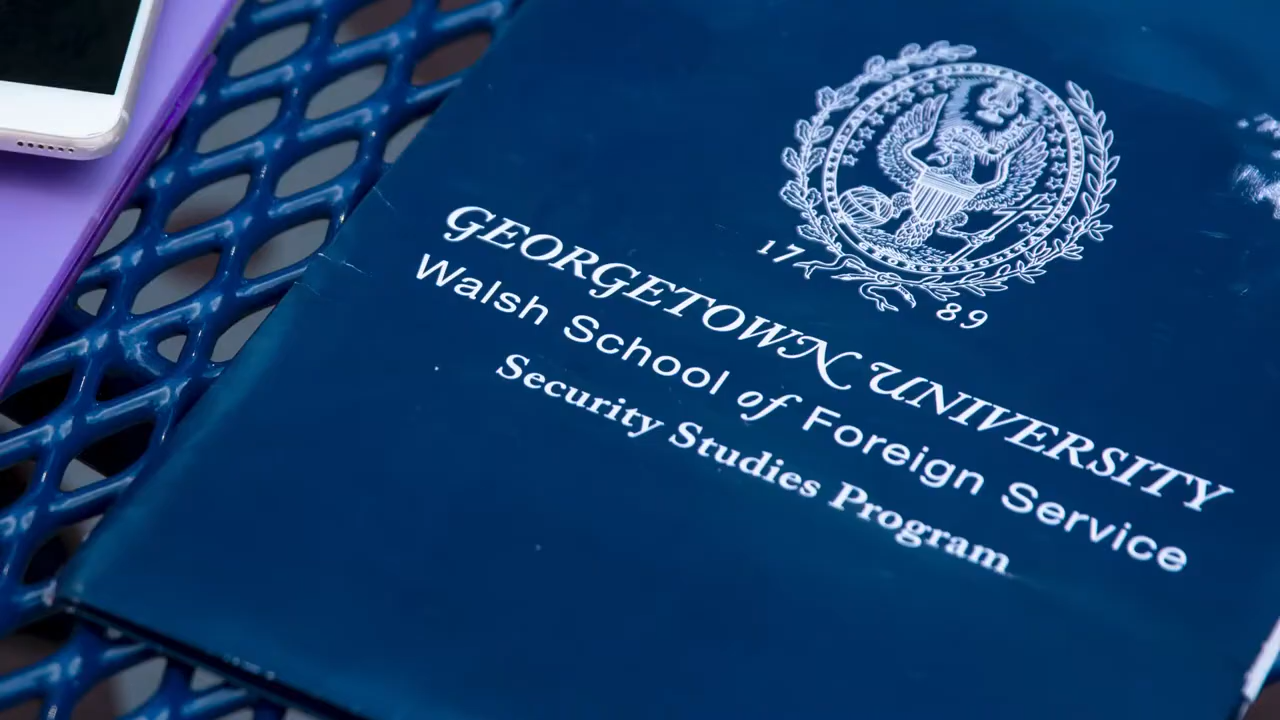 17 89
GEORGETOWN UNIVERSITY
Walsh School of Foreign Service
Security Studies Program